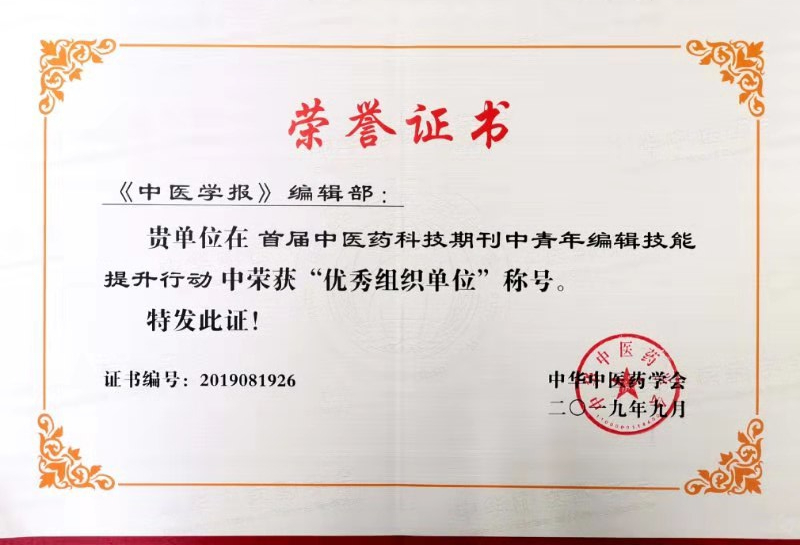 荣誉证书
《中医学报》编辑部：
贵单位在 首届中医药科技期刊中青年编辑技能
提升行动 中荣获“优秀组织单位”称号。
特发此证！
证书编号：2019081926
中华中医药学会
二〇一九年九月